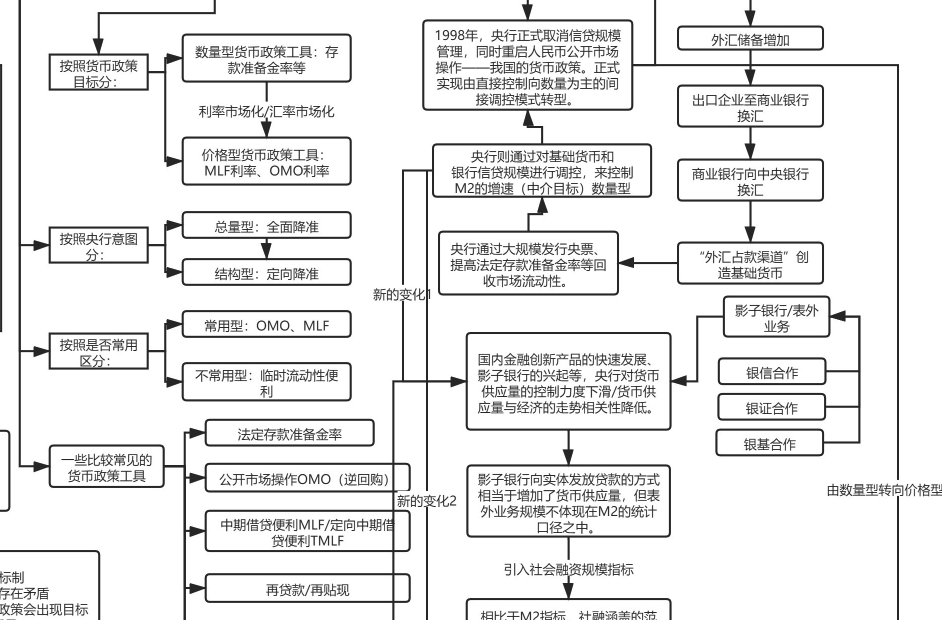 按照货币政策
目标分：
数量型货币政策工具：存
款准备金率等
利率市场化/汇率市场化
价格型货币政策工具：
MLF利率、OMO利率
按照央行意图
分：
总量型：全面降准
结构型：定向降准
按照是否常用
区分：
常用型：OMO、MLF
不常用型：临时流动性便
利
一些比较常见的
货币政策工具
法定存款准备金率
公开市场操作OMO（逆回购）
中期借贷便利MLF/定向中期借
贷便利TMLF
再贷款/再贴现
标制
存在矛盾
政策会出现目标
1998年，央行正式取消信贷规模
管理，同时重启人民币公开市场
操作——我国的货币政策。正式
实现由直接控制向数量为主的间
接调控模式转型。
央行则通过对基础货币和
银行信贷规模进行调控，来控制
M2的增速（中介目标）数量型
央行通过大规模发行央票、
提高法定存款准备金率等回
收市场流动性。
新的变化1
国内金融创新产品的快速发展、
影子银行的兴起等，央行对货币
供应量的控制力度下滑/货币供
应量与经济的走势相关性降低。
新的变化2
影子银行向实体发放贷款的方式
相当于增加了货币供应量，但表
外业务规模不体现在M2的统计
口径之中。
引入社会融资规模指标
相比于M2指标，社融涵盖的范
外汇储备增加
出口企业至商业银行
换汇
商业银行向中央银行
换汇
“外汇占款渠道”创
造基础货币
影子银行/表外
业务
银信合作
银证合作
银基合作
由数量型转向价格型